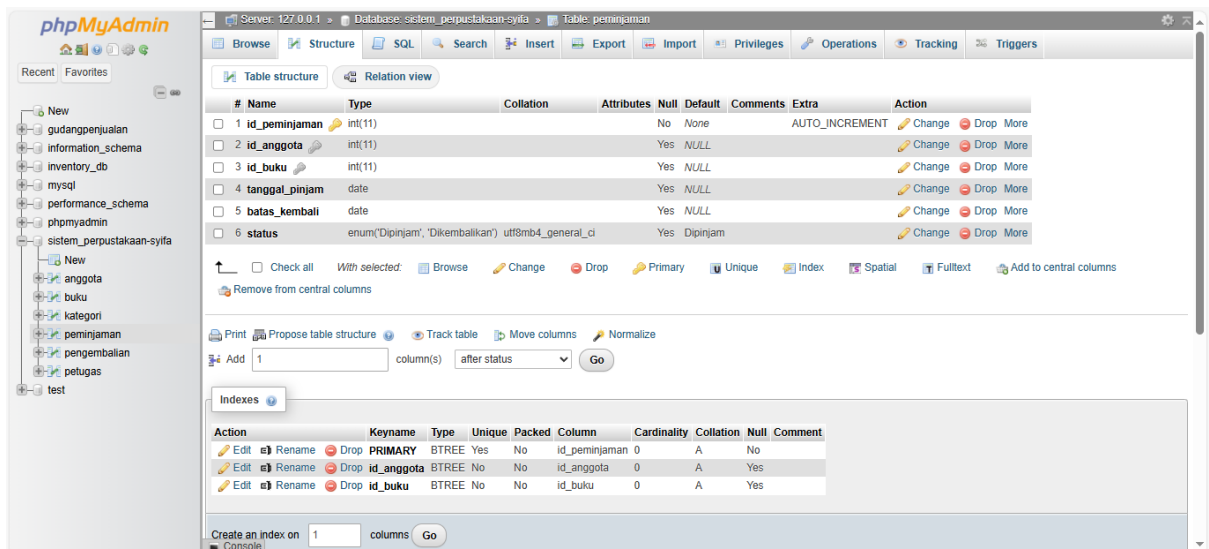 phpMyAdmin
Recent Favorites
New
gudangpenjualan
information_schema
inventory_db
mysql
performance_schema
phpmyadmin
sistem_perpustakaan-syifa
New
anggota
buku
kategori
peminjaman
pengembalian
petugas
test
Server: 127.0.0.1 » Database: sistem_perpustakaan-syifa » Table: peminjaman
Browse Structure SQL Search Insert Export Import Privileges Operations Tracking Triggers
Table structure Relation view
# Name Type Collation Attributes Null Default Comments Extra Action
1 id_peminjaman int(11) No None AUTO_INCREMENT Change Drop More
2 id_anggota int(11) Yes NULL Change Drop More
3 id_buku int(11) Yes NULL Change Drop More
4 tanggal_pinjam date Yes NULL Change Drop More
5 batas_kembali date Yes NULL Change Drop More
6 status enum('Dipinjam', 'Dikembalikan') utf8mb4_general_ci Yes Dipinjam Change Drop More
Check all With selected: Browse Change Drop Primary Unique Index Spatial Fulltext Add to central columns
Remove from central columns
Print Propose table structure Track table Move columns Normalize
Add 1 column(s) after status Go
Indexes
Action Keyname Type Unique Packed Column Cardinality Collation Null Comment
Edit Rename Drop PRIMARY BTREE Yes No id_peminjaman 0 A No
Edit Rename Drop id_anggota BTREE No No id_anggota 0 A Yes
Edit Rename Drop id_buku BTREE No No id_buku 0 A Yes
Create an index on 1 columns Go
Console